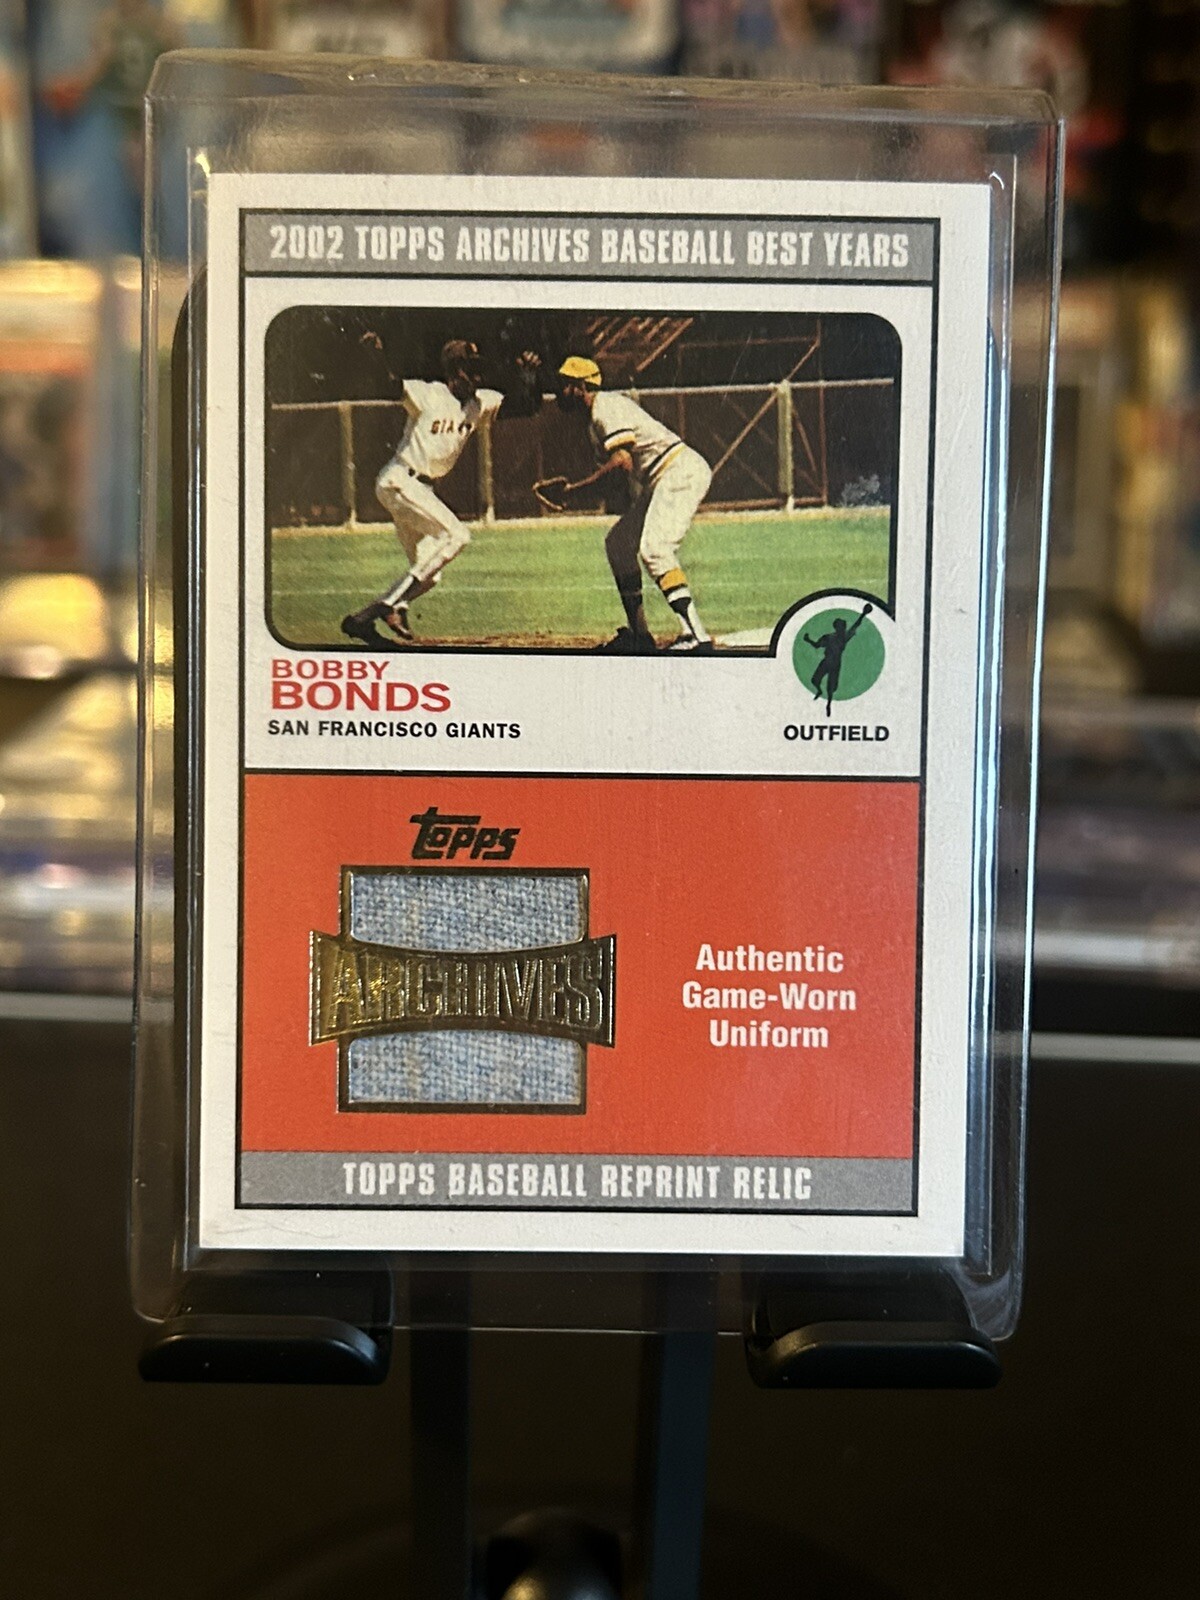 2002 TOPPS ARCHIVES BASEBALL BEST YEARS
GIA
BOBBY
BONDS
SAN FRANCISCO GIANTS
OUTFIELD
Topps
ARCHIVES
Authentic
Game-Worn
Uniform
TOPPS BASEBALL REPRINT RELIC